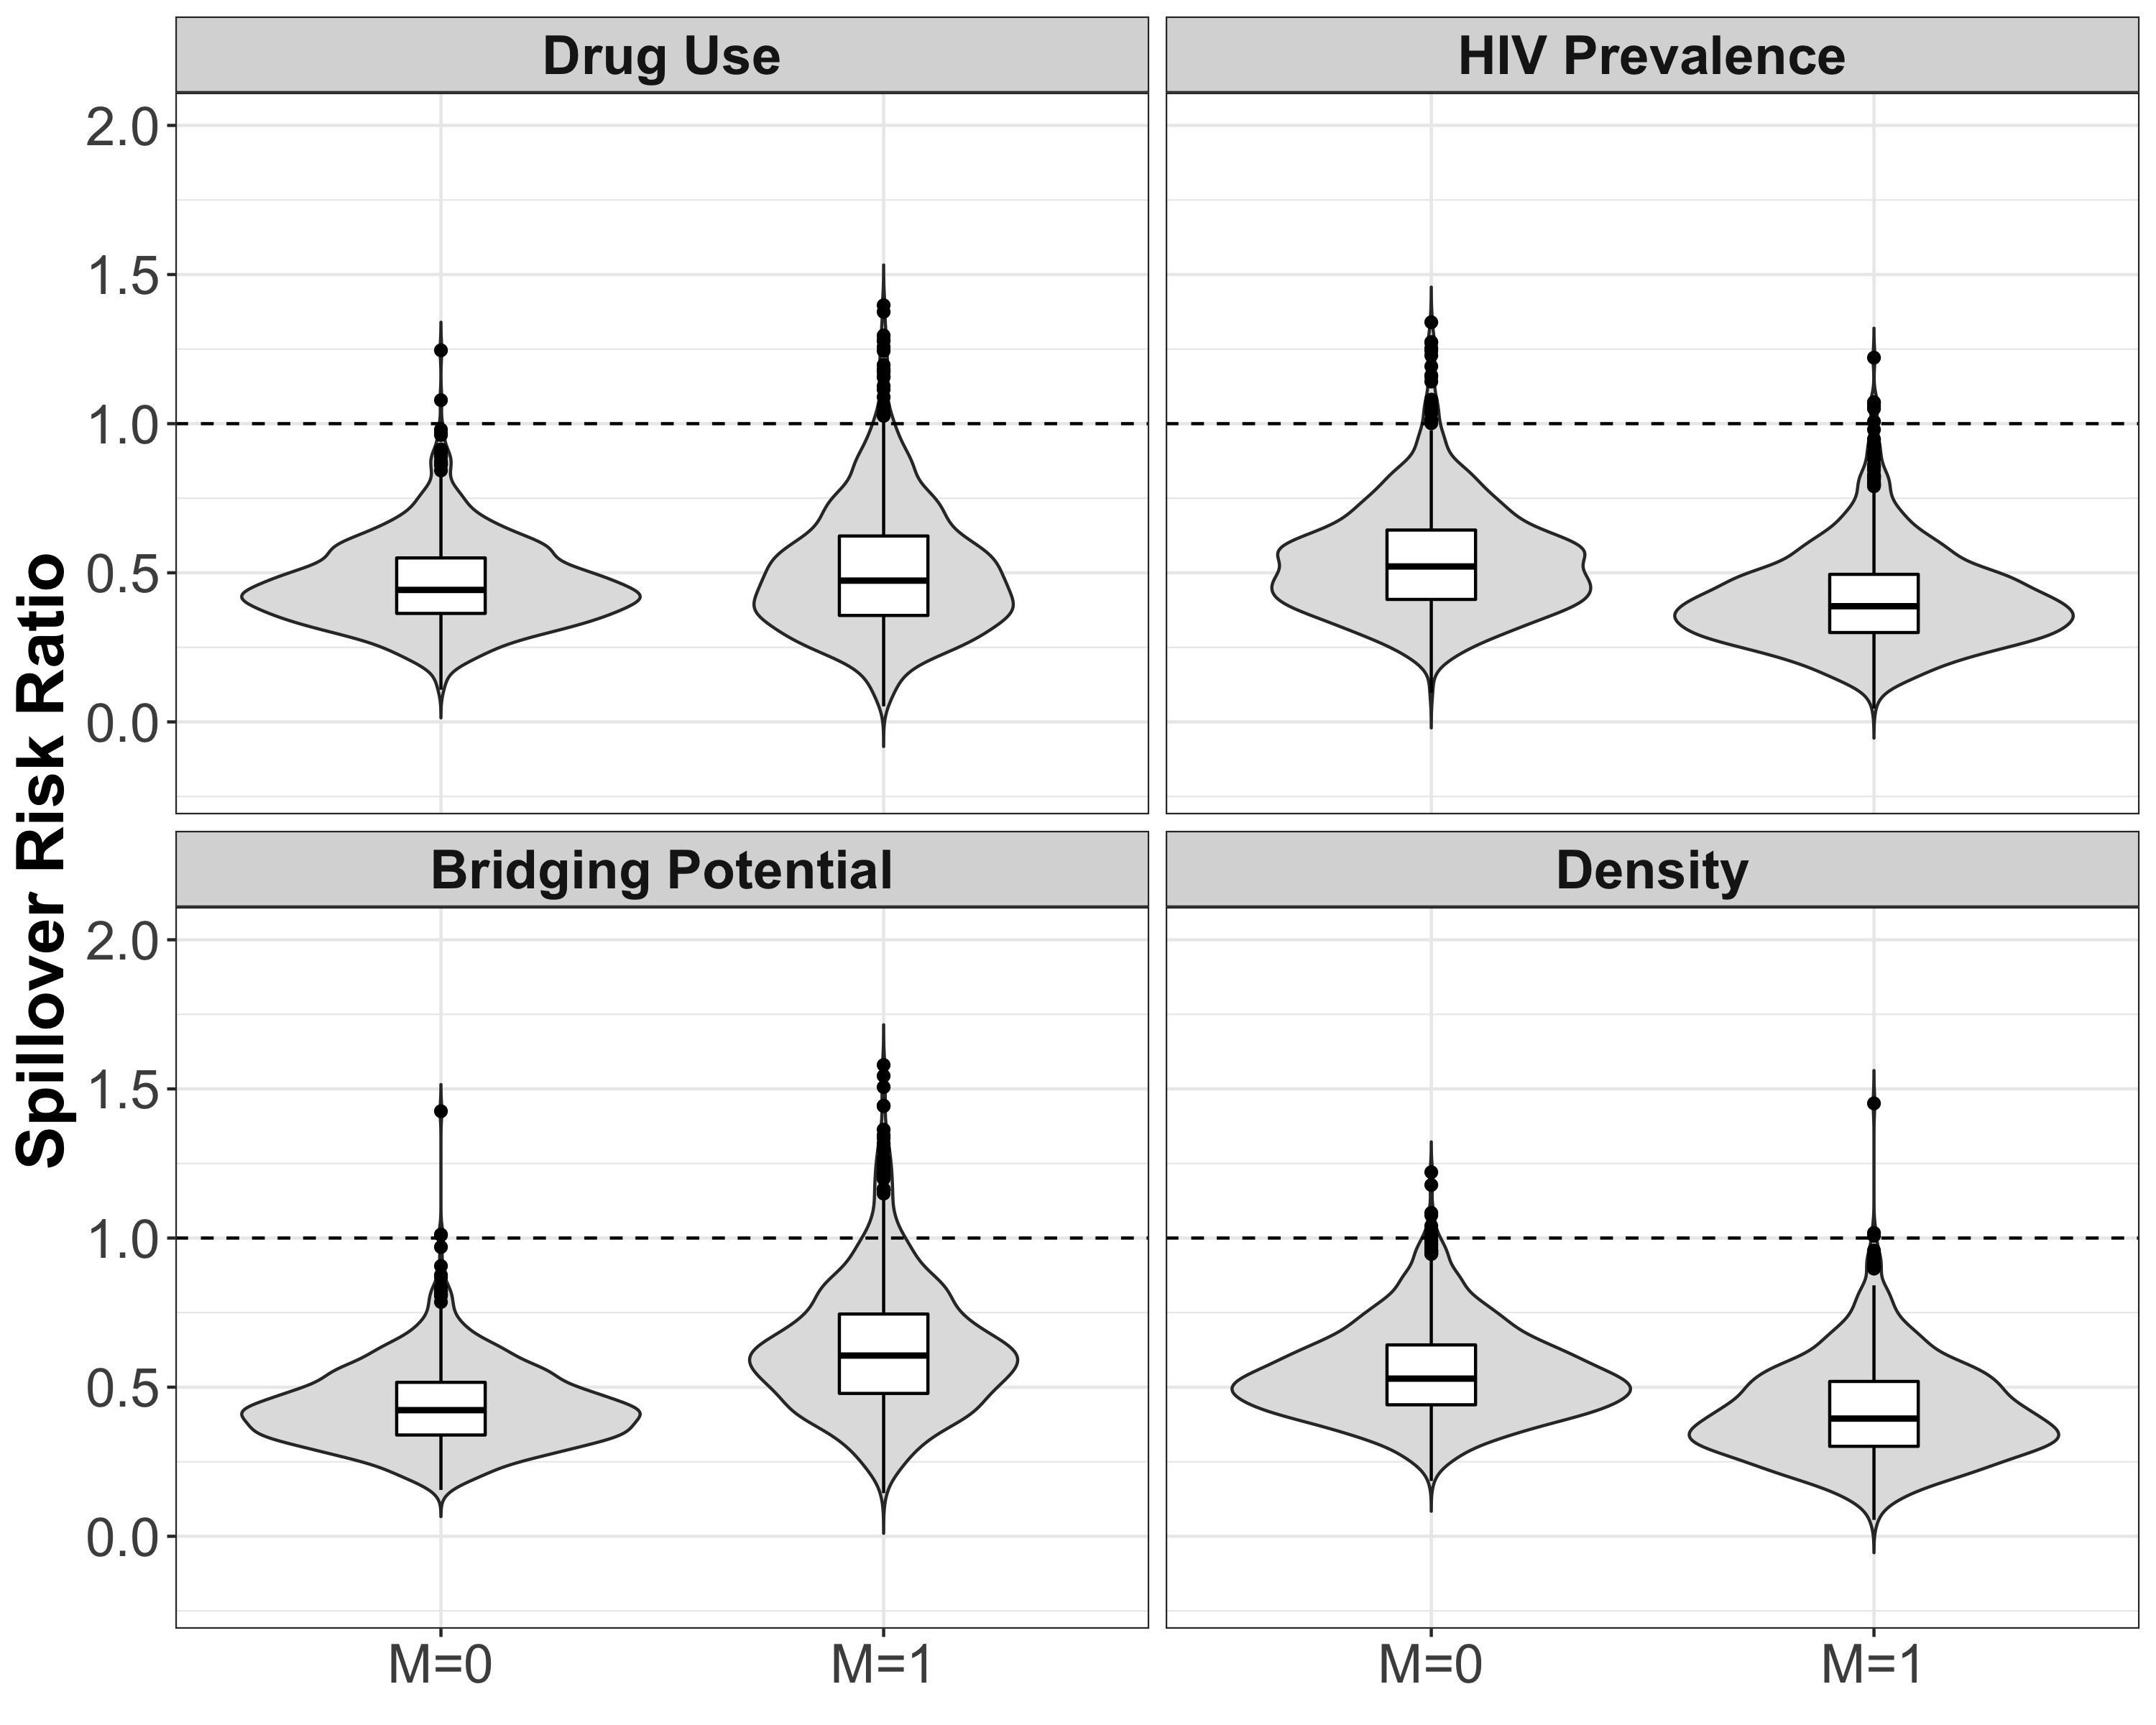 Spillover Risk Ratio
Drug Use
HIV Prevalence
2.0
1.5
1.0
0.5
0.0
Bridging Potential
Density
2.0
1.5
1.0
0.5
0.0
M=0
M=1
M=0
M=1